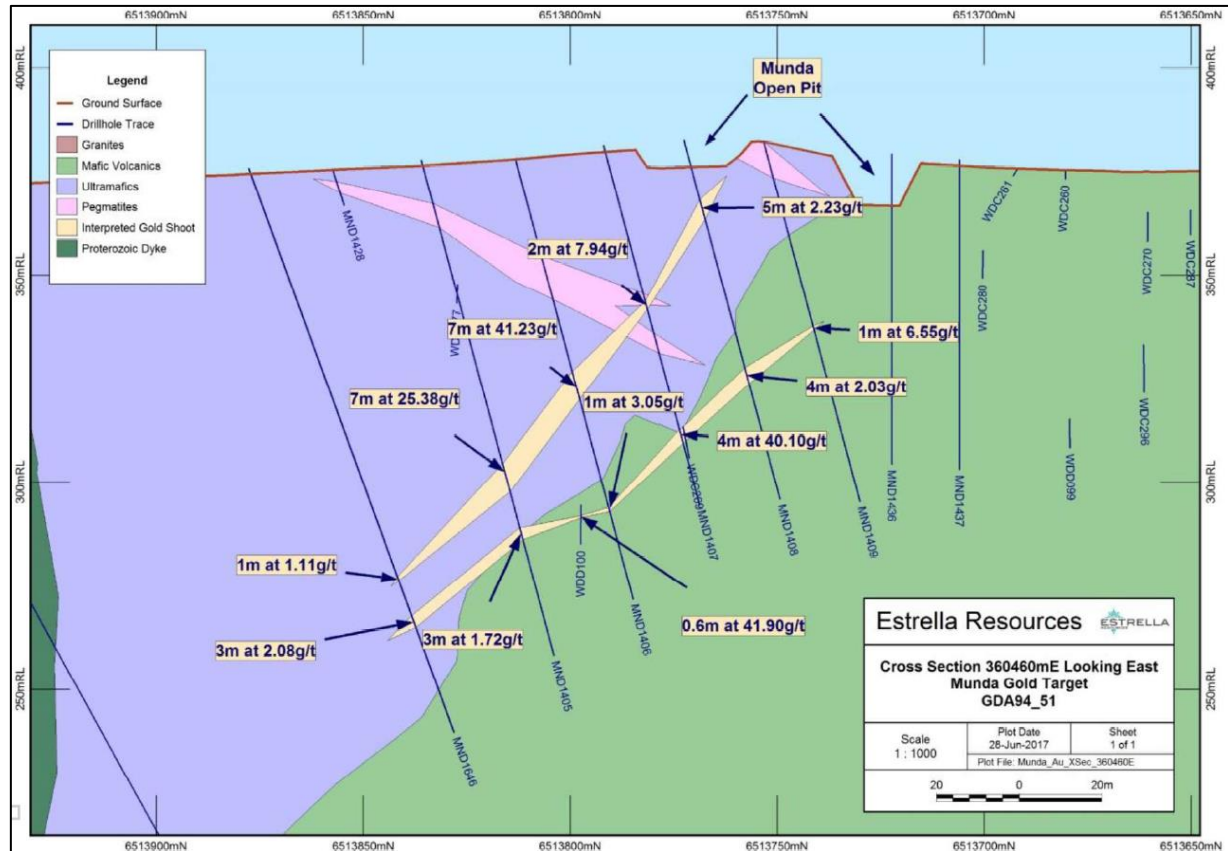 6513900mN
6513850mN
6513800mN
6513750mN
6513700mN
6513650mN
400mRL
400mRL
Legend
Ground Surface
Drillhole Trace
Granites
Mafic Volcanics
Ultramafics
Pegmatites
Interpreted Gold Shoot
Proterozoic Dyke
Munda
Open Pit
MND1428
5m at 2.23g/t
WDC261
WDC260
WDC270
WDC287
2m at 7.94g/t
350mRL
350mRL
WDC280
7m at 41.23g/t
1m at 6.55g/t
7m at 25.38g/t
1m at 3.05g/t
4m at 2.03g/t
WDC296
4m at 40.10g/t
300mRL
300mRL
WDD099
WDC289
MND1407
MND1408
MND1409
MND1436
MND1437
WDD100
1m at 1.11g/t
0.6m at 41.90g/t
3m at 2.08g/t
3m at 1.72g/t
MND1406
MND1405
MND1646
250mRL
250mRL
Estrella Resources
ESTRELLA
Cross Section 360460mE Looking East
Munda Gold Target
GDA94_51
Scale
1 : 1000
Plot Date
28-Jun-2017
Sheet
1 of 1
Plot File: Munda_Au_XSec_360460E
20 0 20m
6513900mN
6513850mN
6513800mN
6513750mN
6513700mN
6513650mN